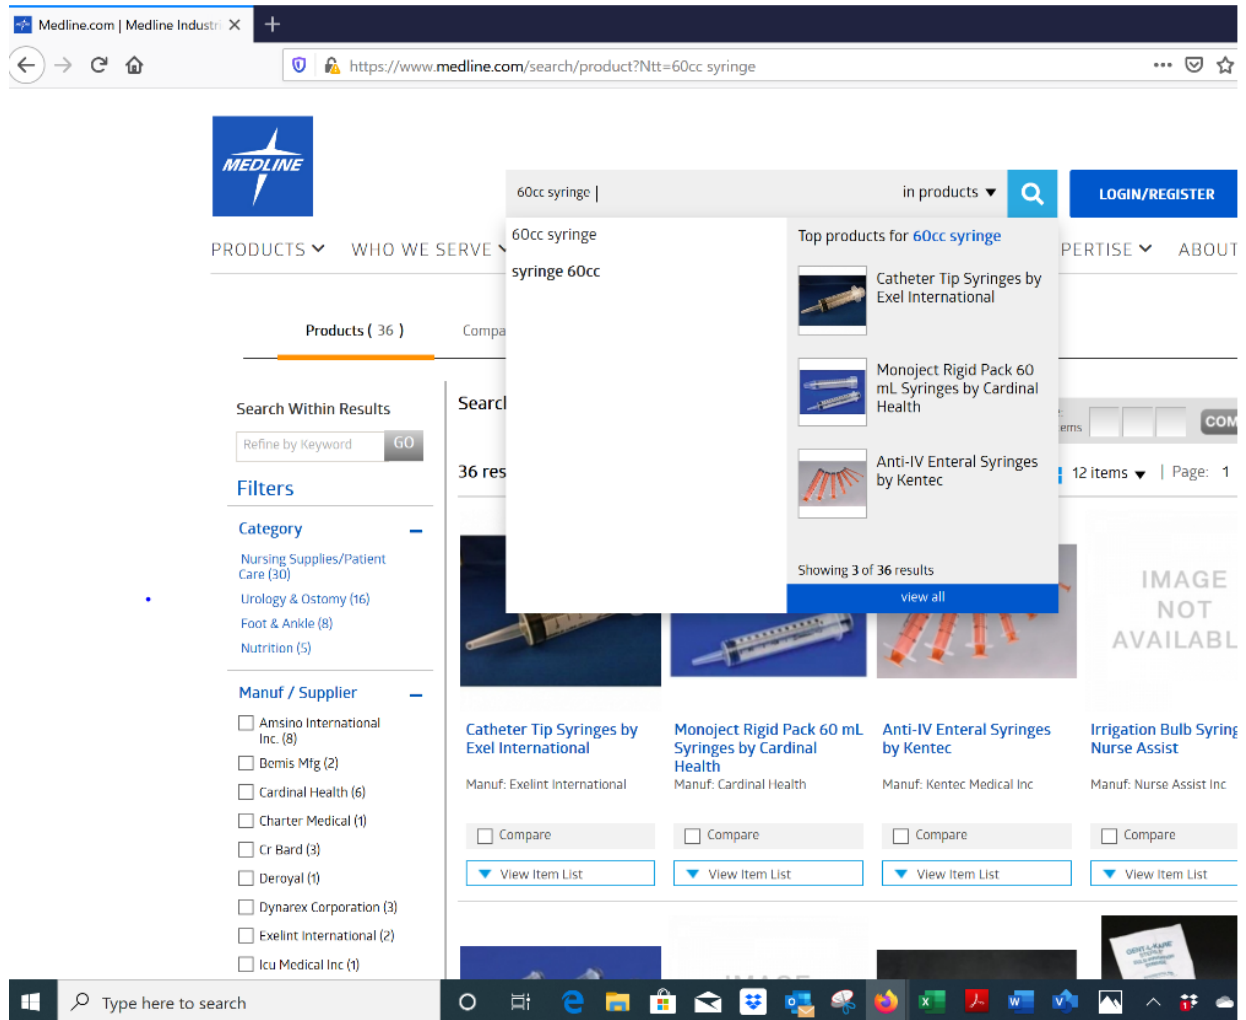 Medline.com | Medline Industri
https://www.medline.com/search/product?Ntt=60cc syringe
MEDLINE
60cc syringe
in products
LOGIN/REGISTER
PRODUCTS
WHO WE SERVE
PERTISE
ABOUT
60cc syringe
syringe 60cc
Top products for 60cc syringe
Catheter Tip Syringes by
Exel International
Monoject Rigid Pack 60
mL Syringes by Cardinal
Health
Anti-IV Enteral Syringes
by Kentec
Showing 3 of 36 results
view all
Products ( 36 )
Compa
Search Within Results
Refine by Keyword
GO
Filters
Category
Nursing Supplies/Patient
Care (30)
Urology & Ostomy (16)
Foot & Ankle (8)
Nutrition (5)
Manuf / Supplier
Amsino International
Inc. (8)
Bemis Mfg (2)
Cardinal Health (6)
Charter Medical (1)
Cr Bard (3)
Deroyal (1)
Dynarex Corporation (3)
Exelint International (2)
Icu Medical Inc (1)
Searcl
ems
COM
36 res
12 items
| Page: 1
IMAGE
NOT
AVAILABL
Catheter Tip Syringes by
Exel International
Manuf: Exelint International
Compare
View Item List
Monoject Rigid Pack 60 mL
Syringes by Cardinal
Health
Manuf: Cardinal Health
Compare
View Item List
Anti-IV Enteral Syringes
by Kentec
Manuf: Kentec Medical Inc
Compare
View Item List
Irrigation Bulb Syring
Nurse Assist
Manuf: Nurse Assist Inc
Compare
View Item List
IMAGE
Type here to search